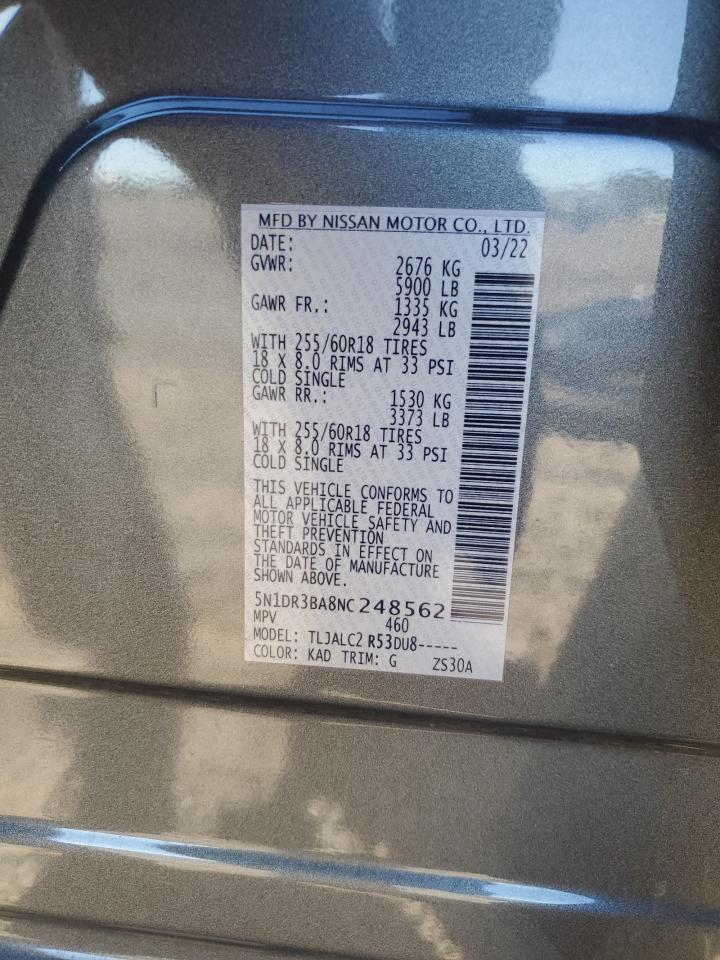 MFD BY NISSAN MOTOR CO., LTD.
DATE: 03/22
GVWR: 2676 KG
5900 LB
GAWR FR.: 1335 KG
2943 LB
WITH 255/60R18 TIRES
18 X 8.0 RIMS AT 33 PSI
COLD SINGLE
GAWR RR.: 1530 KG
3373 LB
WITH 255/60R18 TIRES
18 X 8.0 RIMS AT 33 PSI
COLD SINGLE
THIS VEHICLE CONFORMS TO
ALL APPLICABLE FEDERAL
MOTOR VEHICLE SAFETY AND
THEFT PREVENTION
STANDARDS IN EFFECT ON
THE DATE OF MANUFACTURE
SHOWN ABOVE.
5N1DR3BA8NC248562
MPV 460
MODEL: TLJALC2 R53DU8-----
COLOR: KAD TRIM: G ZS30A